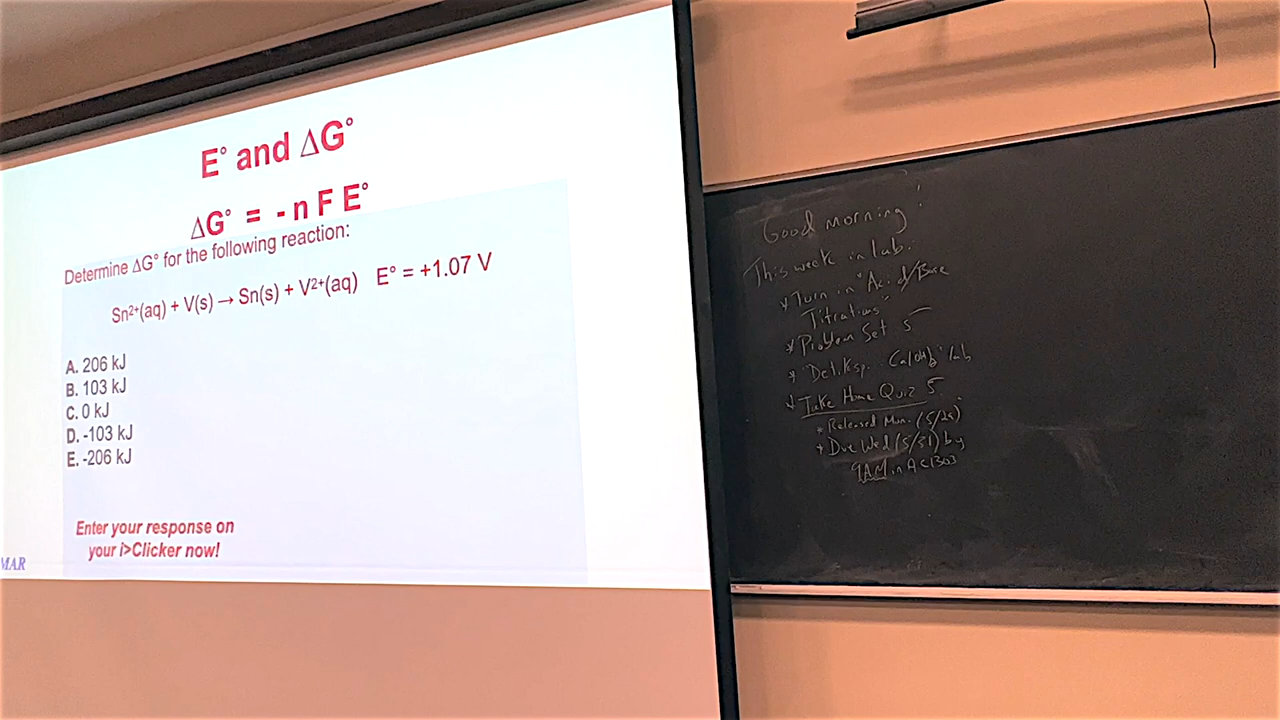 E° and ΔG°
ΔG° = - n F E°
Determine ΔG° for the following reaction:
Sn²⁺(aq) + V(s) → Sn(s) + V²⁺(aq) E° = +1.07 V
A. 206 kJ
B. 103 kJ
C. 0 kJ
D. -103 kJ
E. -206 kJ
Enter your response on
your i>Clicker now!
MAR
Good morning!
This week in lab.
* Turn in "Acid/Base
Titrations"
* Problem Set 5
* "Det. Ksp Ca(OH)₂" lab
* Take Home Quiz 5
* Released Mon.
* Due Wed (5/31) by
9AM in AC1303